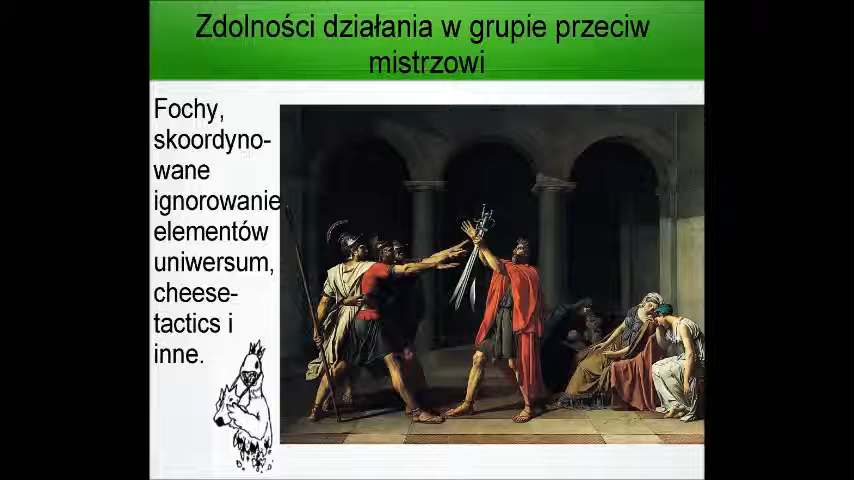 Zdolności działania w grupie przeciw
mistrzowi
Fochy,
skoordyno-
wane
ignorowanie
elementów
uniwersum,
cheese-
tactics i
inne.